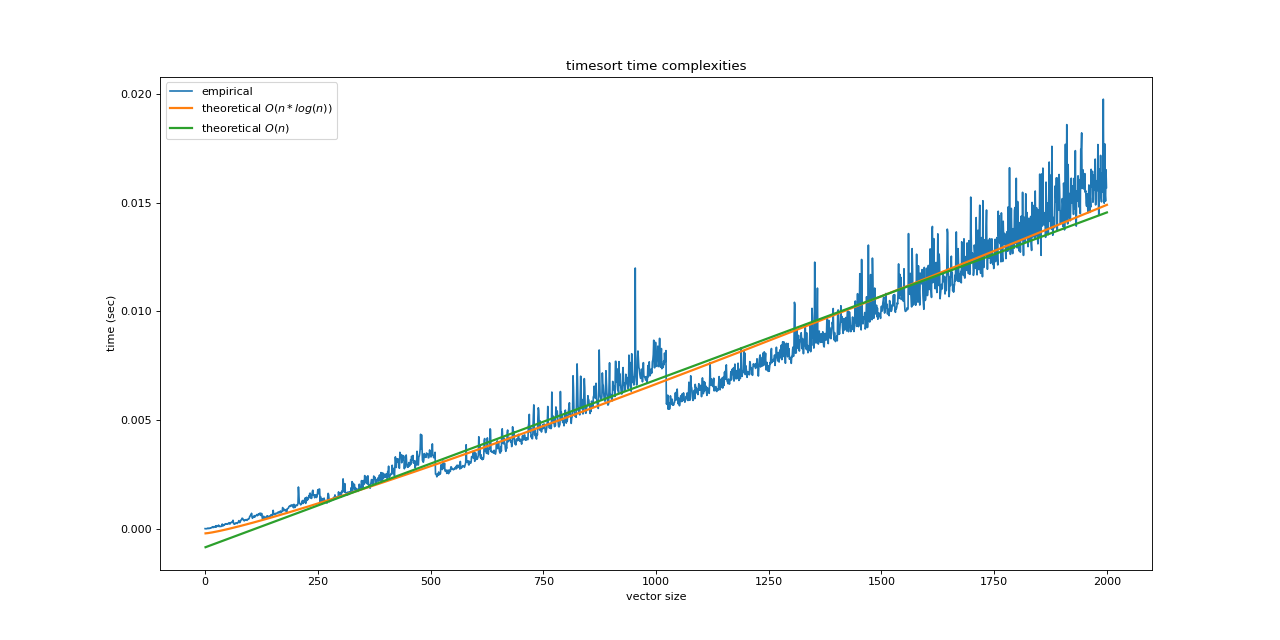 timesort time complexities
empirical
theoretical O(n * log(n))
theoretical O(n)
time (sec)
0.020
0.015
0.010
0.005
0.000
0 250 500 750 1000 1250 1500 1750 2000
vector size